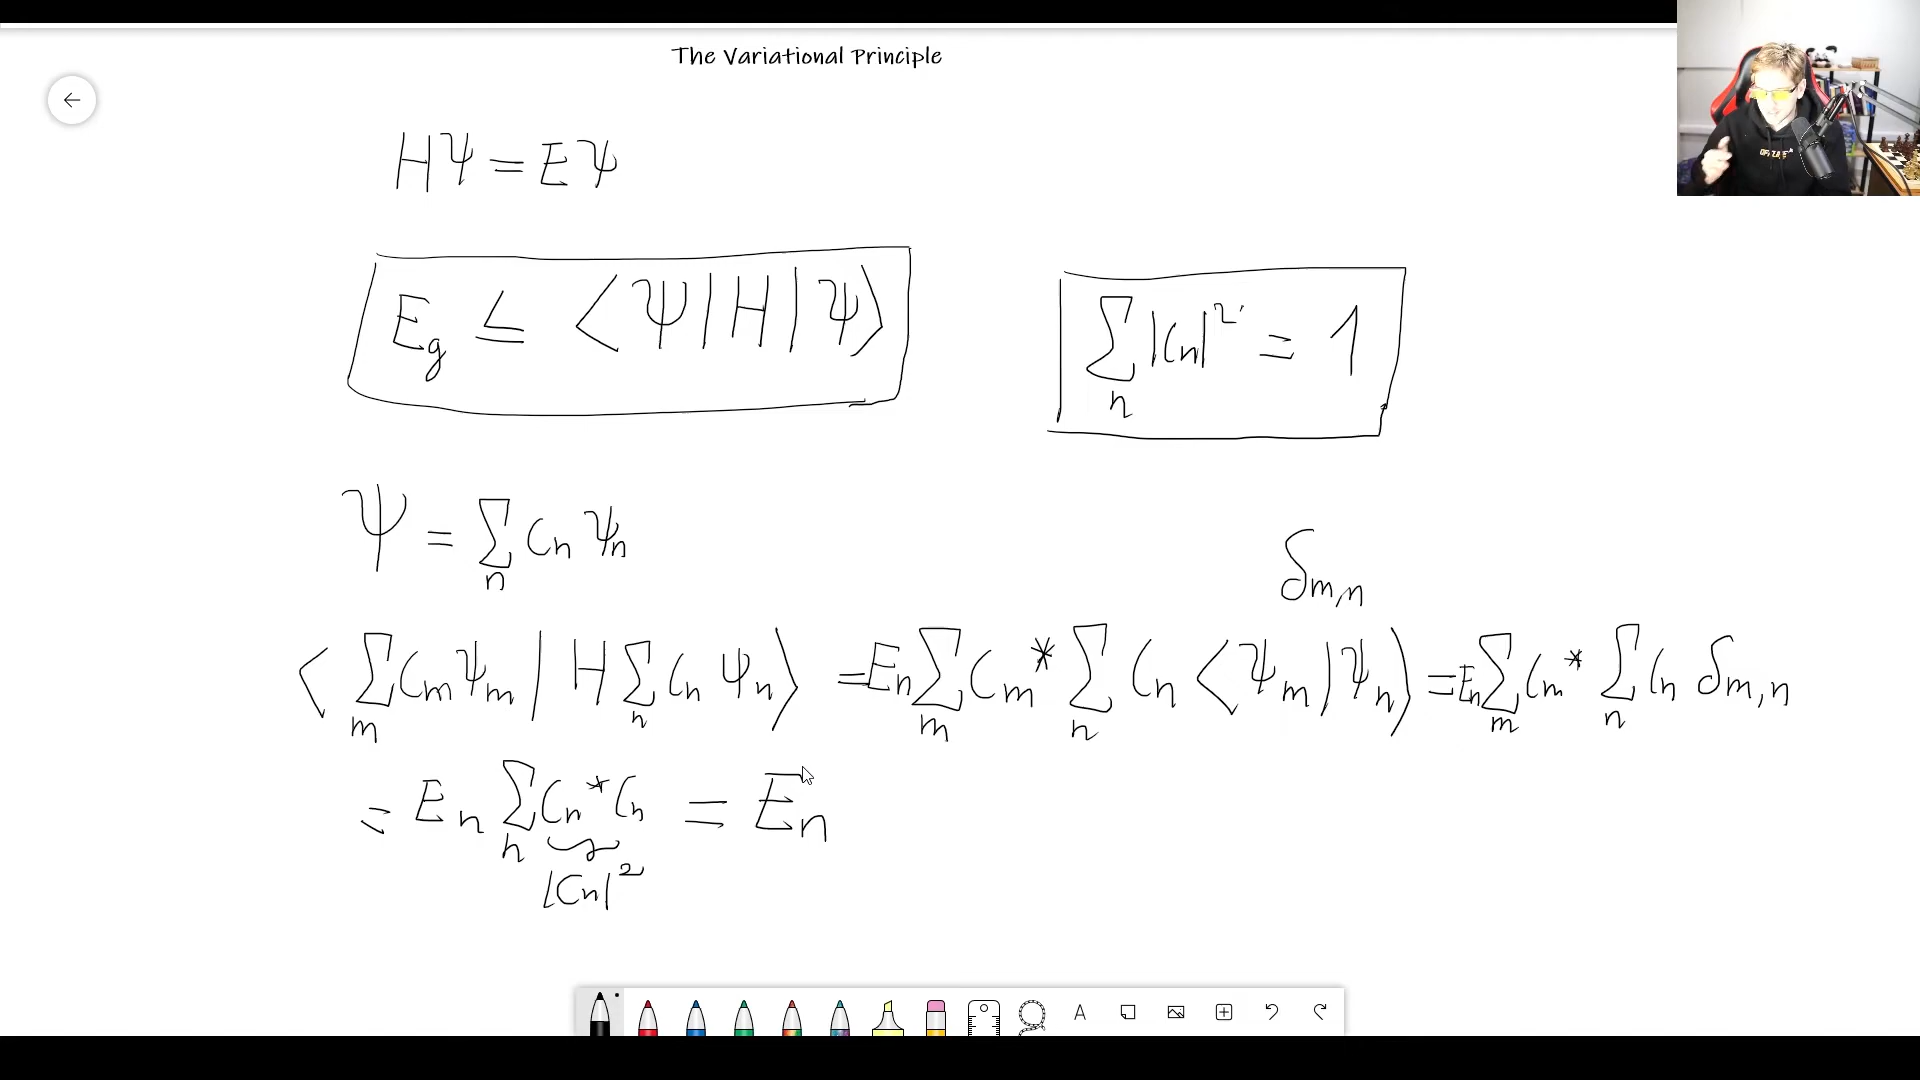 The Variational Principle
HΨ = EΨ
E_g ≤ ⟨Ψ|H|Ψ⟩
∑_n |C_n|² = 1
Ψ = ∑_n C_n Ψ_n
δ_{m,n}
⟨∑_m C_m Ψ_m | H ∑_n C_n Ψ_n⟩ = E_n ∑_m C_m* ∑_n C_n ⟨Ψ_m|Ψ_n⟩ = E_n ∑_m C_m* ∑_n C_n δ_{m,n}
= E_n ∑_n C_n* C_n = E_n
|C_n|²
A